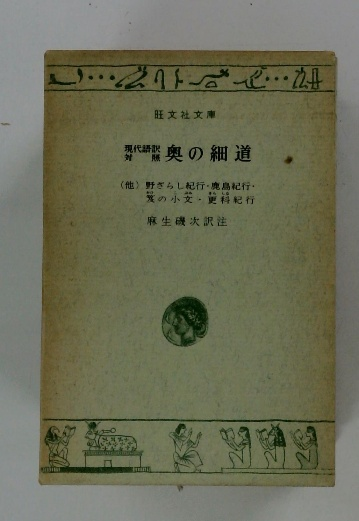 旺文社文庫
現代語訳対照 奥の細道
(他) 野ざらし紀行・鹿島紀行・
笈の小文・更科紀行
麻生磯次訳注